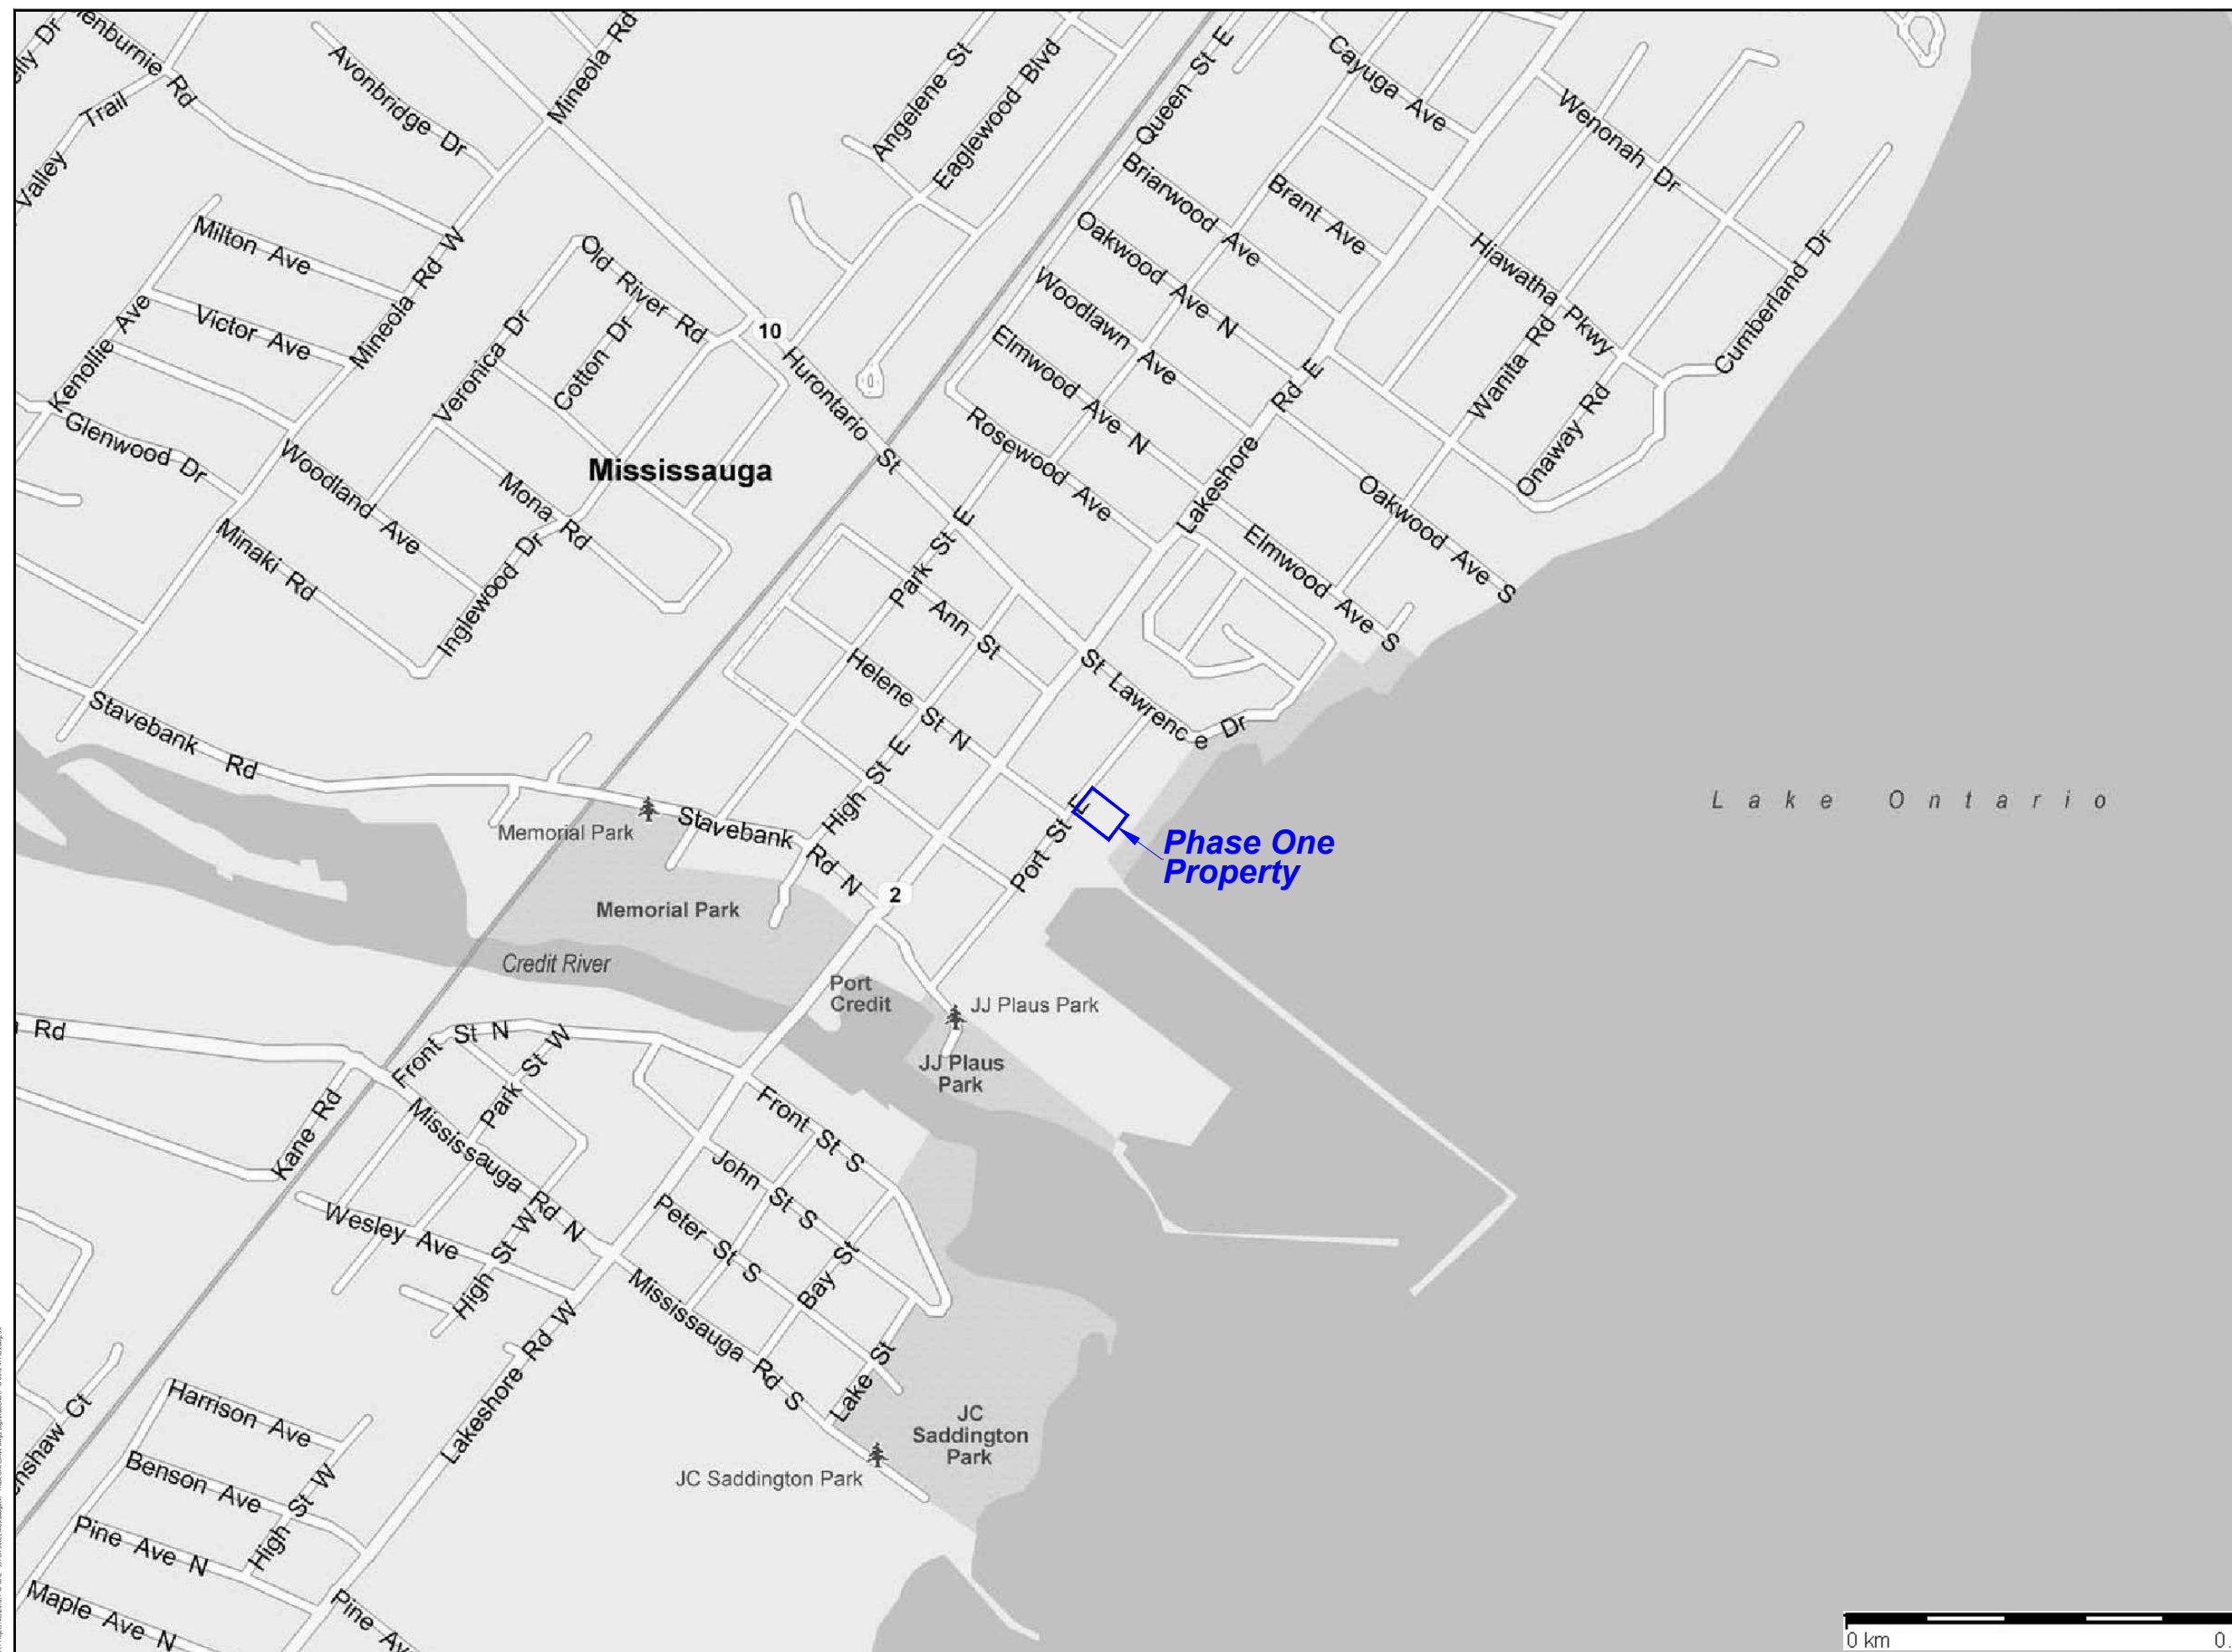 Glenburnie Rd
Avonbridge Dr
Mineola Rd
Angelene St
Eaglewood Blvd
Queen St E
Cayuga Ave
Wenonah Dr
Trail
Valley
Briarwood Ave
Brant Ave
Milton Ave
Mineola Rd W
Old River Rd
Oakwood Ave N
Hiawatha Pkwy
Cumberland Dr
Kenollie Ave
Victor Ave
Veronica Dr
Cotton Dr
10
Hurontario St
Woodlawn Ave
Elmwood Ave N
Wanita Rd
Onaway Rd
Glenwood Dr
Woodland Ave
Mona Rd
Mississauga
Rosewood Ave
Lakeshore Rd E
Oakwood Ave S
Minaki Rd
Inglewood Dr
Park St E
Ann St
Elmwood Ave S
Helene St N
St Lawrence Dr
Stavebank Rd
High St E
Memorial Park
Stavebank Rd N
Port St E
Phase One
Property
Lake Ontario
2
Memorial Park
Credit River
Port
Credit
JJ Plaus Park
JJ Plaus
Park
Rd
Front St N
Park St W
Kane Rd
Mississauga Rd N
Front St S
John St S
Wesley Ave
High St W
Peter St S
Bay St
Mississauga Rd S
Lakeshore Rd W
Lake St
Harrison Ave
JC
Saddington
Park
JC Saddington Park
Benson Ave
High St W
Pine Ave N
Maple Ave N
Pine Av
0 km
0.